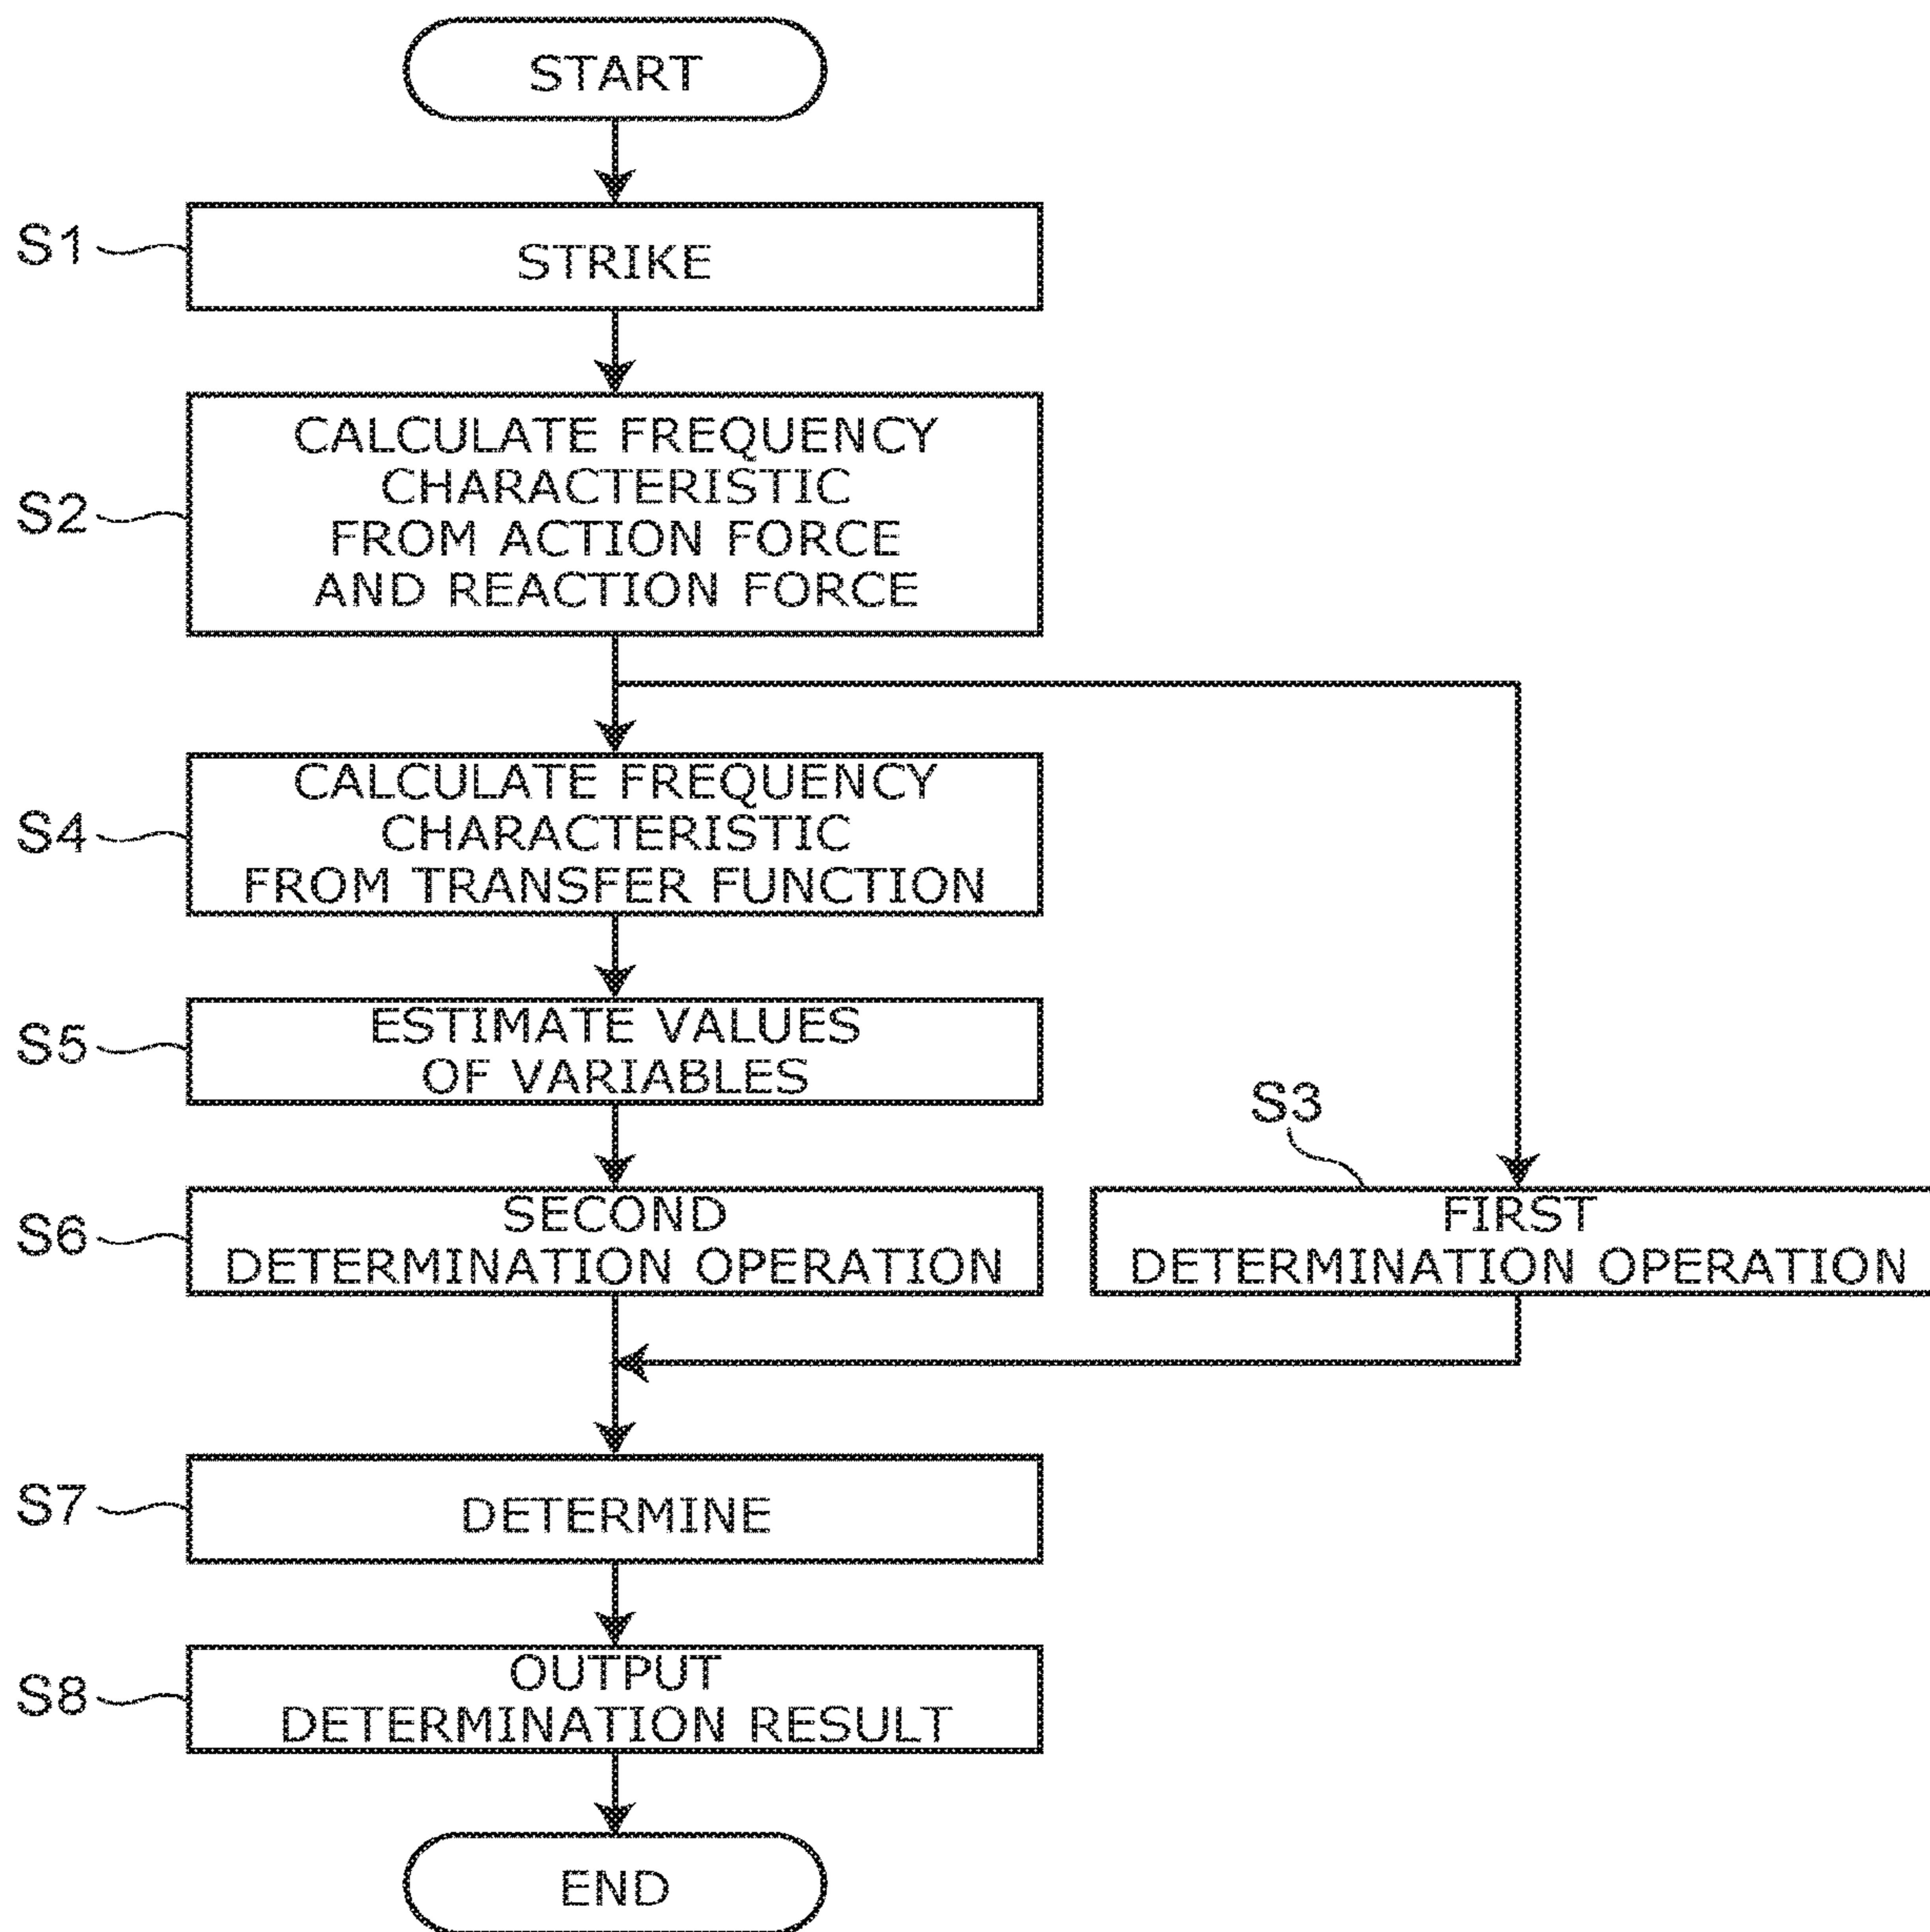 START
S1
STRIKE
S2
CALCULATE FREQUENCY
CHARACTERISTIC
FROM ACTION FORCE
AND REACTION FORCE
S4
CALCULATE FREQUENCY
CHARACTERISTIC
FROM TRANSFER FUNCTION
S5
ESTIMATE VALUES
OF VARIABLES
S6
SECOND
DETERMINATION OPERATION
S3
FIRST
DETERMINATION OPERATION
S7
DETERMINE
S8
OUTPUT
DETERMINATION RESULT
END